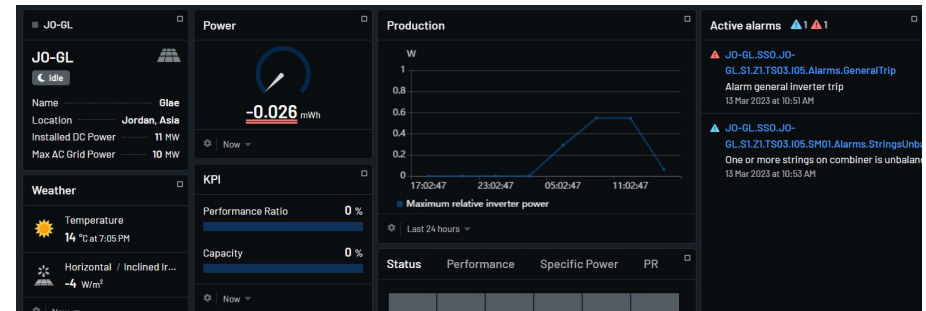 JO-GL
JO-GL
Idle
Name Glae
Location Jordan, Asia
Installed DC Power 11 MW
Max AC Grid Power 10 MW
Weather
Temperature
14 °C at 7:05 PM
Horizontal / Inclined Ir...
-4 W/m²
Power
-0.026 mWh
Now
KPI
Performance Ratio 0 %
Capacity 0 %
Now
Production
W
1
0.8
0.6
0.4
0.2
0
17:02:47 23:02:47 05:02:47 11:02:47
Maximum relative inverter power
Last 24 hours
Status Performance Specific Power PR
Active alarms 1 1
JO-GL.SS0.JO-
GL.S1.Z1.TS03.I05.Alarms.GeneralTrip
Alarm general inverter trip
13 Mar 2023 at 10:51 AM
JO-GL.SS0.JO-
GL.S1.Z1.TS03.I05.SM01.Alarms.StringsUnba
One or more strings on combiner is unbalan
13 Mar 2023 at 10:53 AM